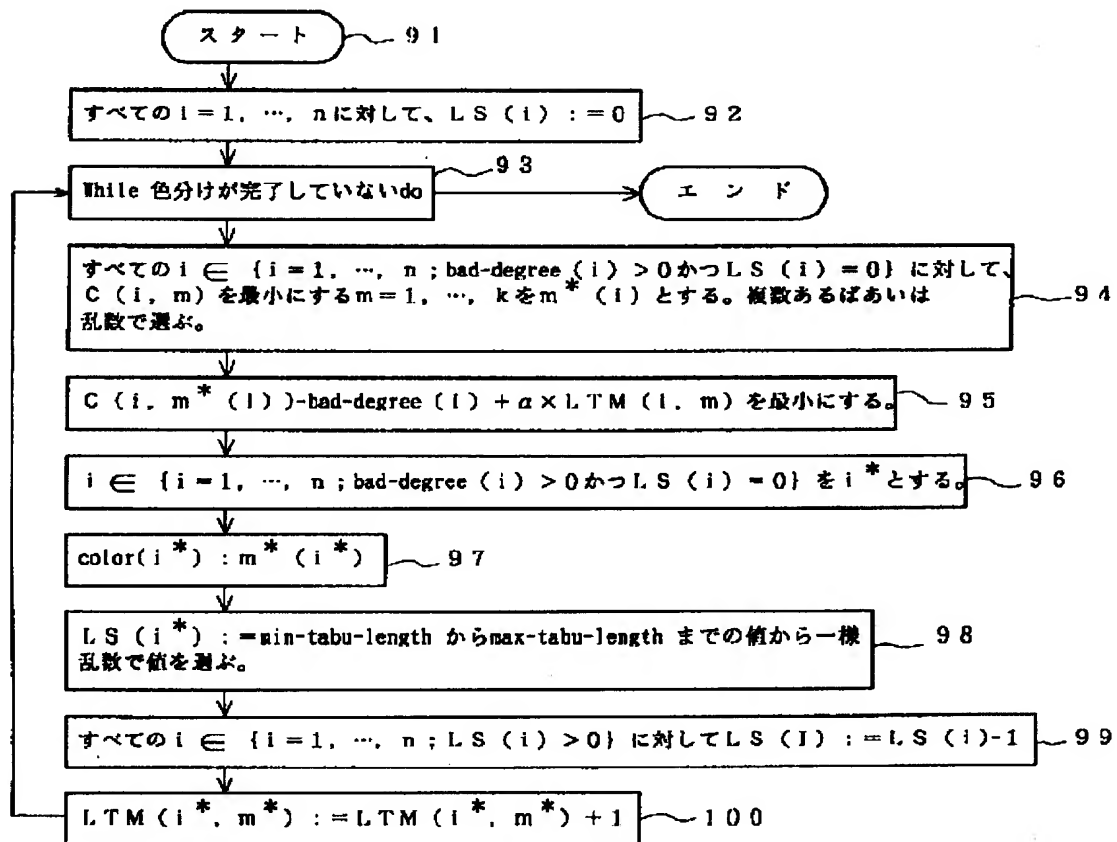 スタート 91
すべてのi=1, …, nに対して、LS(i) :=0 92
While 色分けが完了していないdo 93
エンド
すべてのi ∈ {i=1, …, n ; bad-degree(i) >0かつLS(i) =0} に対して、
C(i, m) を最小にするm=1, …, kをm*(i) とする。複数あるばあいは
乱数で選ぶ。 94
C(i, m*(I))-bad-degree(i) +α×LTM(i, m) を最小にする。 95
i ∈ {i=1, …, n ; bad-degree(i) >0かつLS(i) =0} をi*とする。 96
color(i*) : m*(i*) 97
LS(i*) :=min-tabu-length からmax-tabu-length までの値から一様
乱数で値を選ぶ。 98
すべてのi ∈ {i=1, …, n ; LS(i) >0} に対してLS(I) :=LS(i)-1 99
LTM(i*, m*) :=LTM(i*, m*) +1 100